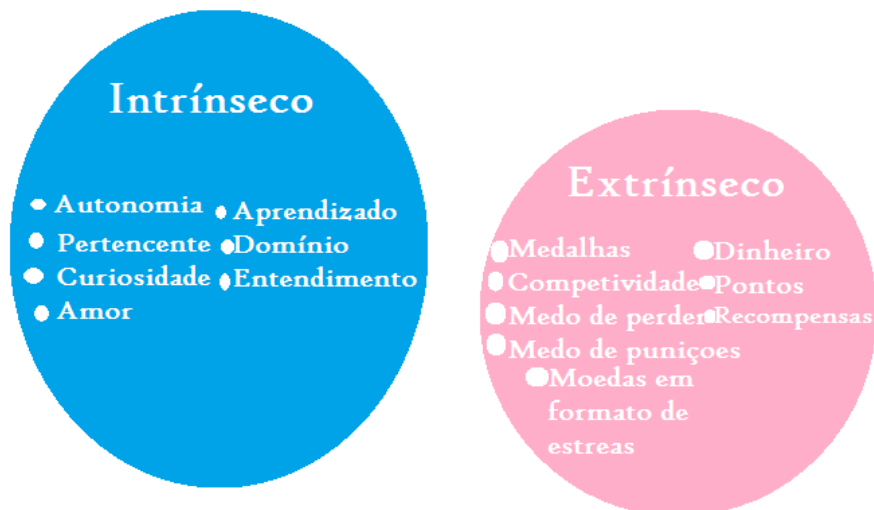 Intrínseco
Autonomia
Pertencente
Curiosidade
Amor
Aprendizado
Domínio
Entendimento
Extrínseco
Medalhas
Competividade
Medo de perder
Medo de puniçoes
Moedas em
formato de
estreas
Dinheiro
Pontos
Recompensas